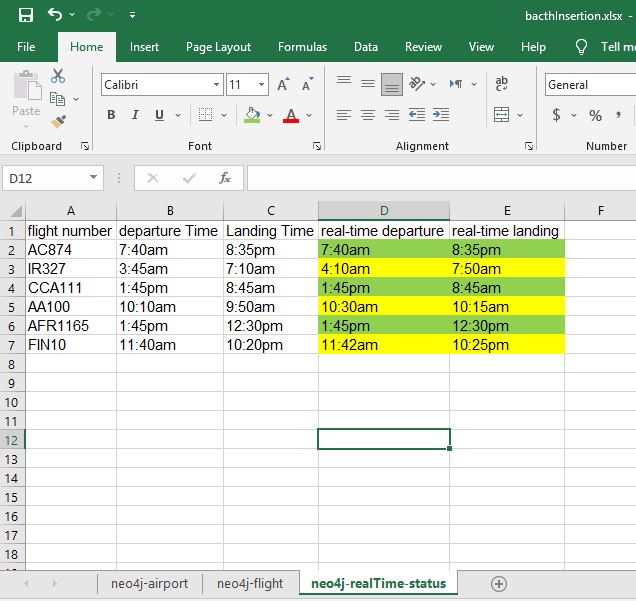 bacthInsertion.xlsx -
File Home Insert Page Layout Formulas Data Review View Help Tell m
Paste Calibri 11 A A General
B I U A ab c $ % ,
Clipboard Font Alignment Number
D12 fx
A B C D E F
1 flight number departure Time Landing Time real-time departure real-time landing
2 AC874 7:40am 8:35pm 7:40am 8:35pm
3 IR327 3:45am 7:10am 4:10am 7:50am
4 CCA111 1:45pm 8:45am 1:45pm 8:45am
5 AA100 10:10am 9:50am 10:30am 10:15am
6 AFR1165 1:45pm 12:30pm 1:45pm 12:30pm
7 FIN10 11:40am 10:20pm 11:42am 10:25pm
8
9
10
11
12
13
14
15
16
17
18
neo4j-airport neo4j-flight neo4j-realTime-status